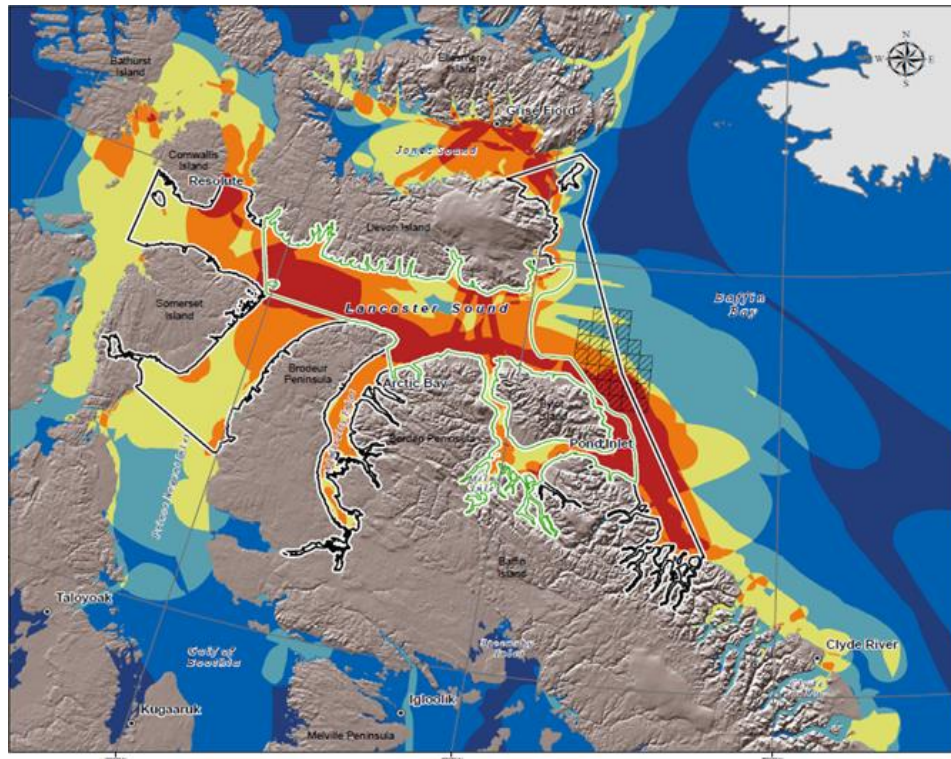 N
W E
S
Bathurst
Island
Ellesmere
Island
Grise Fiord
Cornwallis
Island
Jones Sound
Resolute
Devon Island
Somerset
Island
Lancaster Sound
Baffin
Bay
Brodeur
Peninsula
Arctic Bay
Borden Peninsula
Pond Inlet
Baffin
Island
Taloyoak
Gulf of
Boothia
Clyde River
Igloolik
Kugaaruk
Melville Peninsula